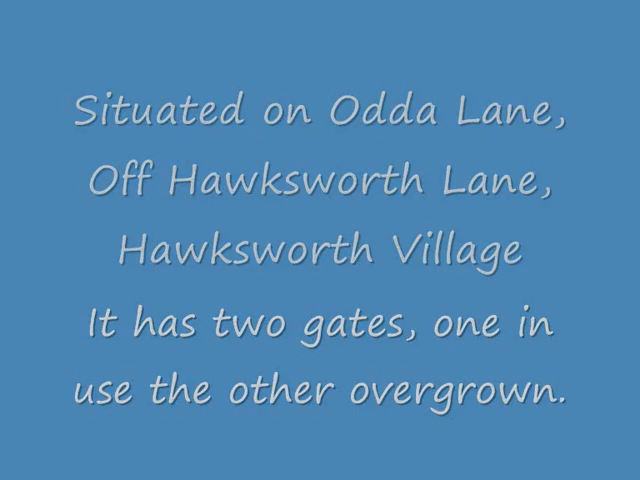 Situated on Odda Lane,
Off Hawksworth Lane,
Hawksworth Village
It has two gates, one in
use the other overgrown.